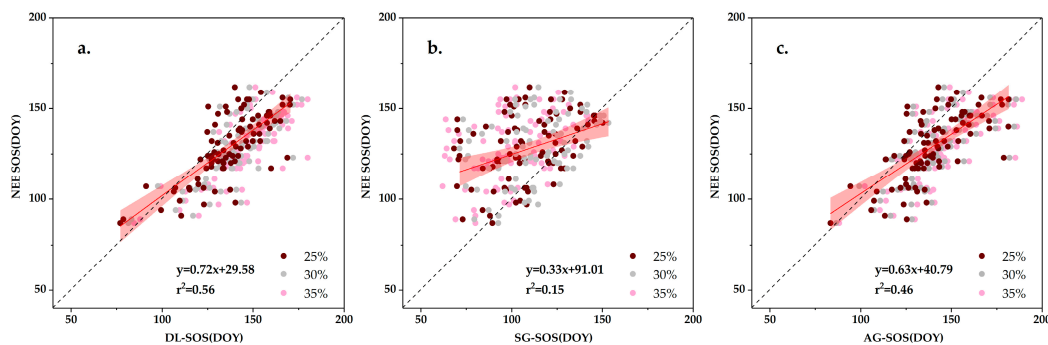 a.
200
150
100
50
NEE SOS(DOY)
y=0.72x+29.58
r²=0.56
25%
30%
35%
50
100
150
200
DL-SOS(DOY)
b.
200
150
100
50
NEE SOS(DOY)
y=0.33x+91.01
r²=0.15
25%
30%
35%
50
100
150
200
SG-SOS(DOY)
c.
200
150
100
50
NEE SOS(DOY)
y=0.63x+40.79
r²=0.46
25%
30%
35%
50
100
150
200
AG-SOS(DOY)